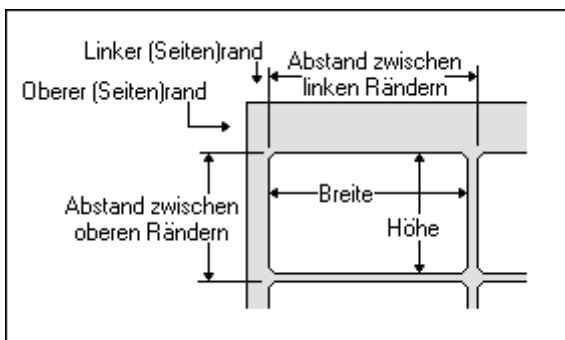 Linker (Seiten)rand
Abstand zwischen
linken Rändern
Oberer (Seiten)rand
Abstand zwischen
oberen Rändern
Breite
Höhe